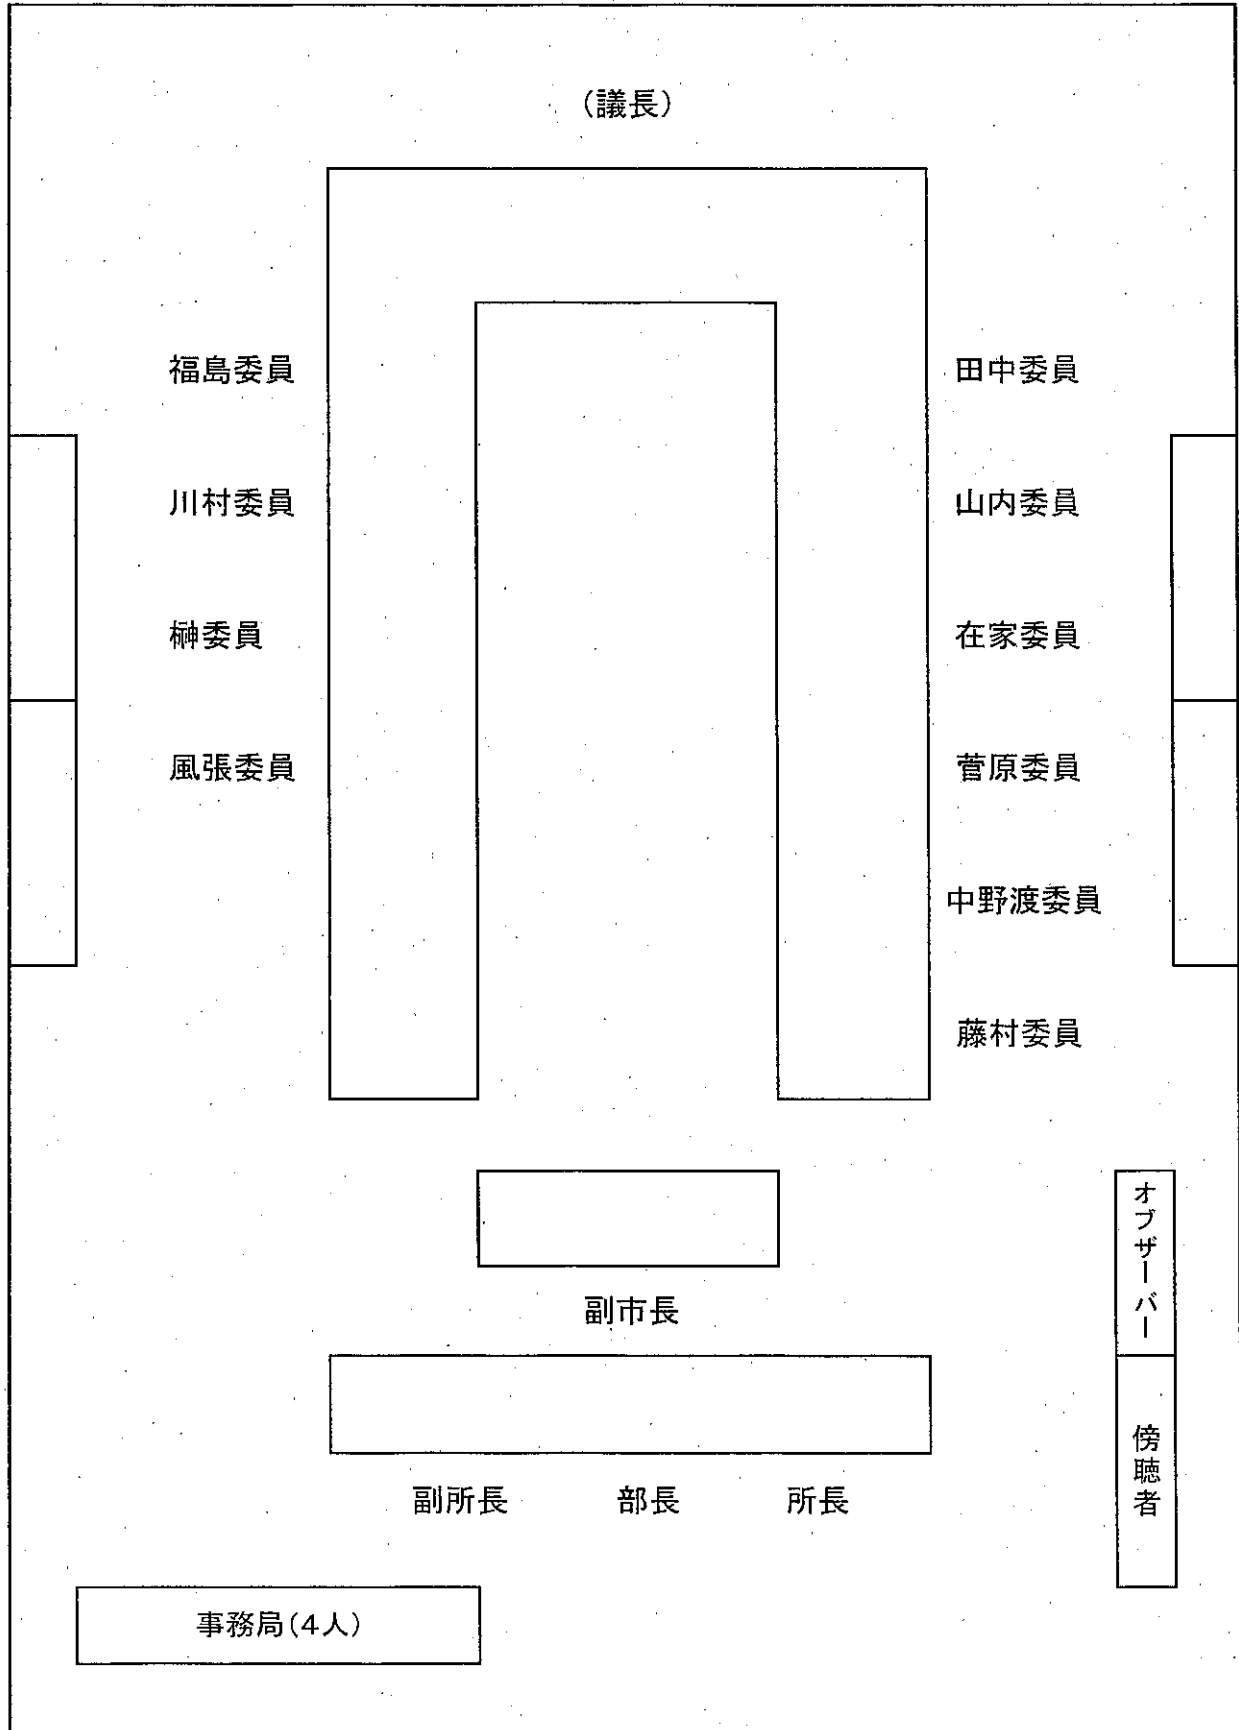 (議長)
福島委員
田中委員
川村委員
山内委員
榊委員
在家委員
風張委員
菅原委員
中野渡委員
藤村委員
オブザーバー
副市長
傍聴者
副所長
部長
所長
事務局(4人)